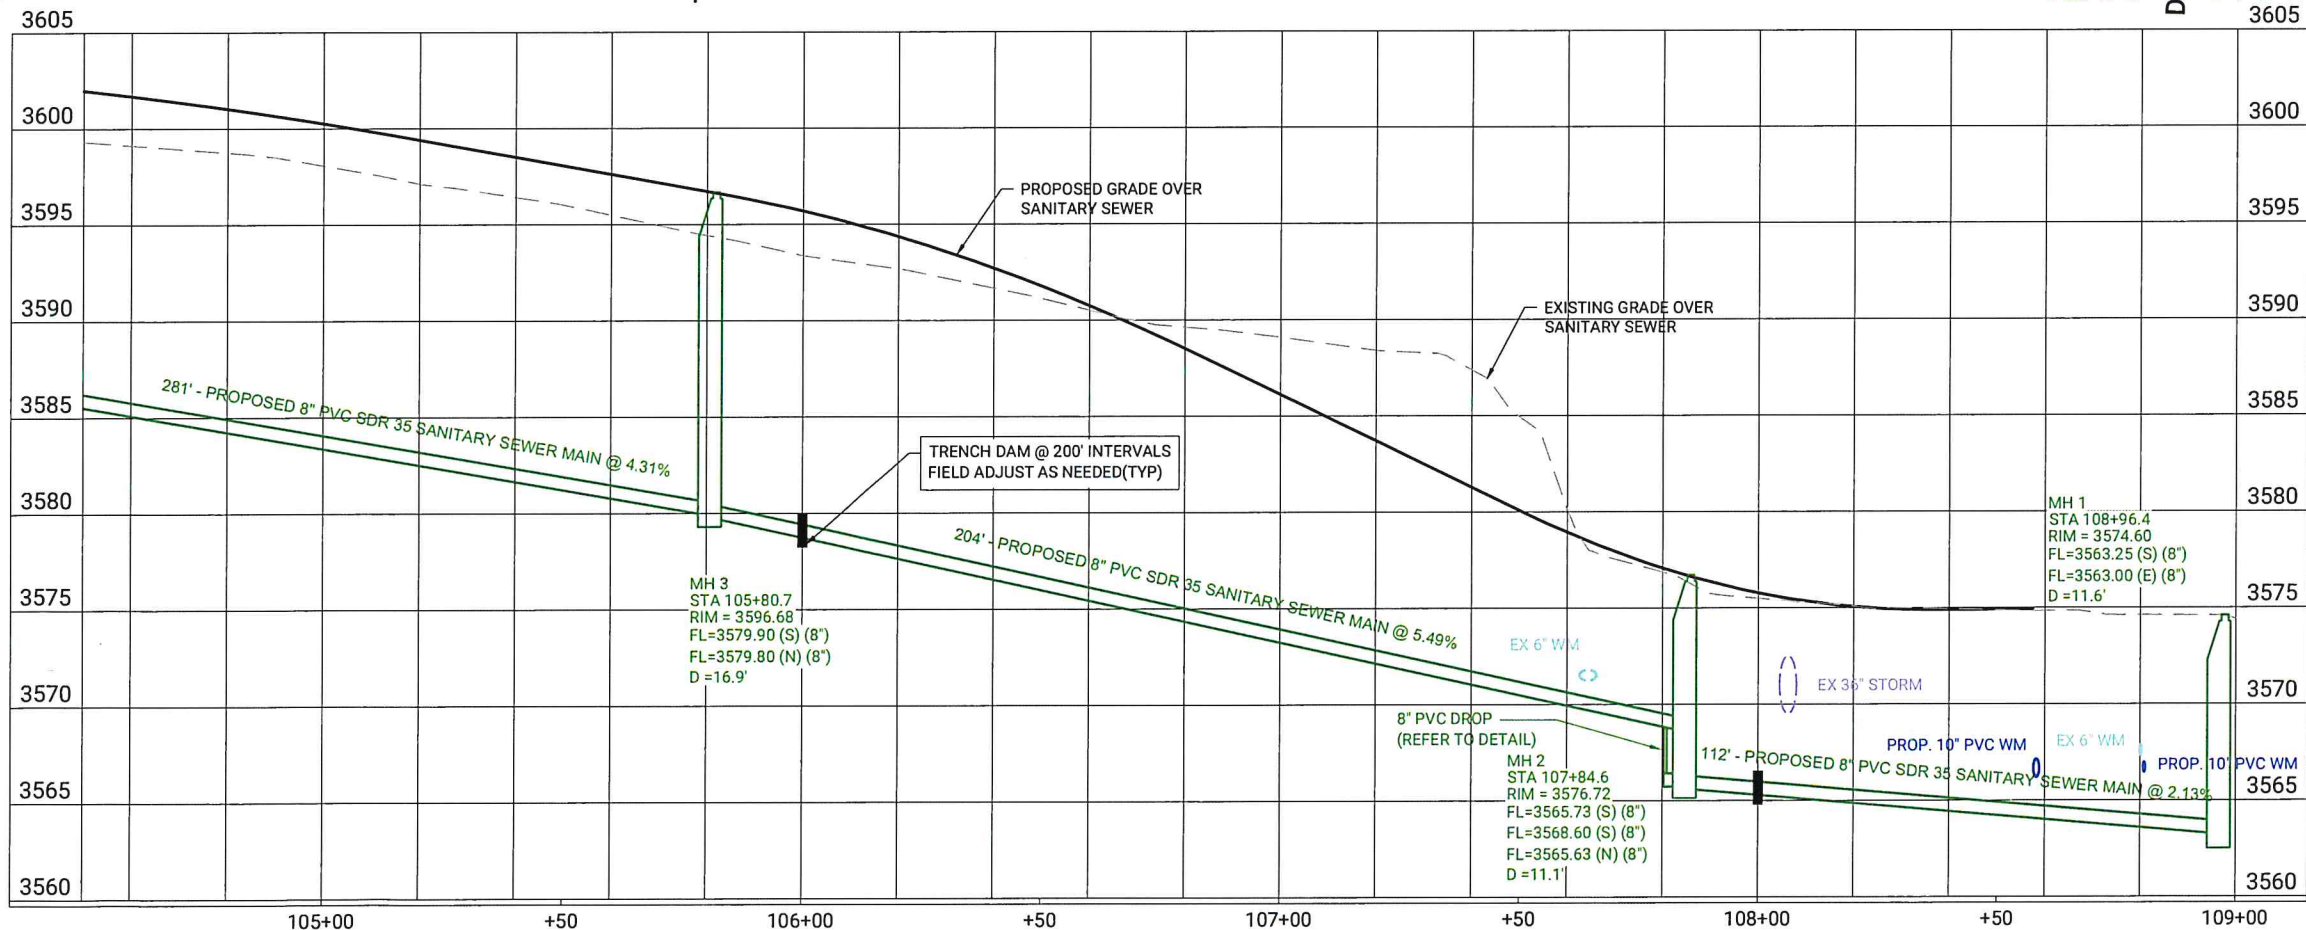 D
3605
3605
3600
3600
3595
3595
3590
3590
3585
3585
3580
3580
3575
3575
3570
3570
3565
3565
3560
3560
PROPOSED GRADE OVER
SANITARY SEWER
EXISTING GRADE OVER
SANITARY SEWER
281' - PROPOSED 8" PVC SDR 35 SANITARY SEWER MAIN @ 4.31%
TRENCH DAM @ 200' INTERVALS
FIELD ADJUST AS NEEDED(TYP)
204' - PROPOSED 8" PVC SDR 35 SANITARY SEWER MAIN @ 5.49%
MH 3
STA 105+80.7
RIM = 3596.68
FL=3579.90 (S) (8")
FL=3579.80 (N) (8")
D =16.9'
MH 1
STA 108+96.4
RIM = 3574.60
FL=3563.25 (S) (8")
FL=3563.00 (E) (8")
D =11.6'
EX 6" WM
EX 36" STORM
8" PVC DROP
(REFER TO DETAIL)
MH 2
STA 107+84.6
RIM = 3576.72
FL=3565.73 (S) (8")
FL=3568.60 (S) (8")
FL=3565.63 (N) (8")
D =11.1'
PROP. 10" PVC WM
EX 6" WM
PROP. 10" PVC WM
112' - PROPOSED 8" PVC SDR 35 SANITARY SEWER MAIN @ 2.13%
105+00
+50
106+00
+50
107+00
+50
108+00
+50
109+00